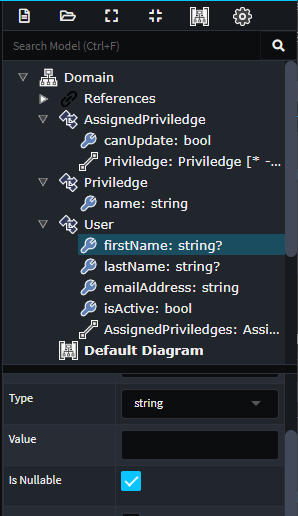 Search Model (Ctrl+F)
Domain
References
AssignedPriviledge
canUpdate: bool
Priviledge: Priviledge [* -...
Priviledge
name: string
User
firstName: string?
lastName: string?
emailAddress: string
isActive: bool
AssignedPriviledges: Assi...
Default Diagram
Type
string
Value
Is Nullable